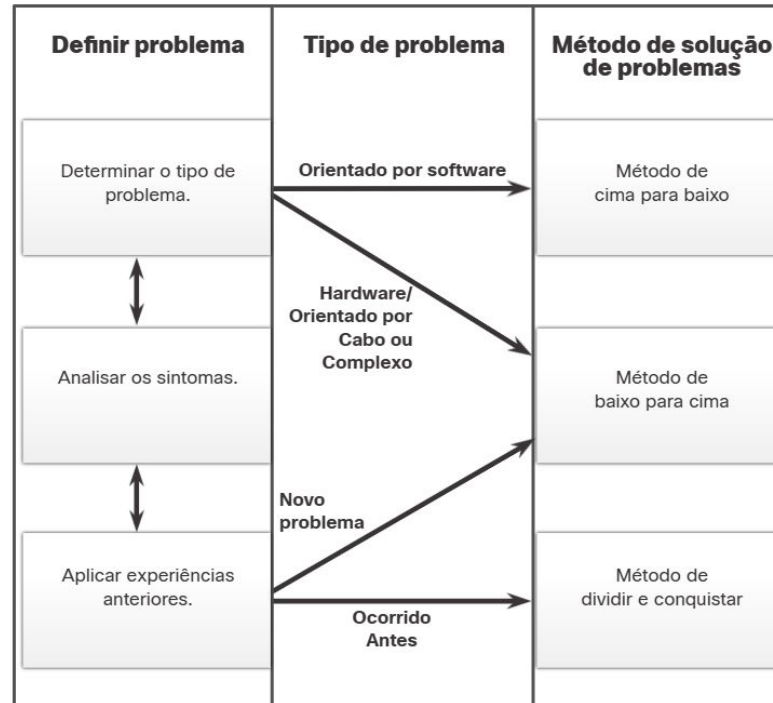 Definir problema
Tipo de problema
Método de solução
de problemas
Determinar o tipo de
problema.
Orientado por software
Método de
cima para baixo
Hardware/
Orientado por
Cabo ou
Complexo
Analisar os sintomas.
Método de
baixo para cima
Novo
problema
Aplicar experiências
anteriores.
Ocorrido
Antes
Método de
dividir e conquistar